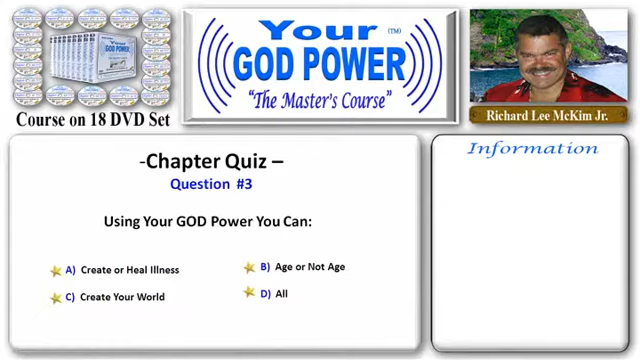 Your (TM)
GOD POWER
"The Master's Course"
GOD POWER
Course on 18 DVD Set
Richard Lee McKim Jr.
-Chapter Quiz –
Question #3
Using Your GOD Power You Can:
A) Create or Heal Illness
B) Age or Not Age
C) Create Your World
D) All
Information